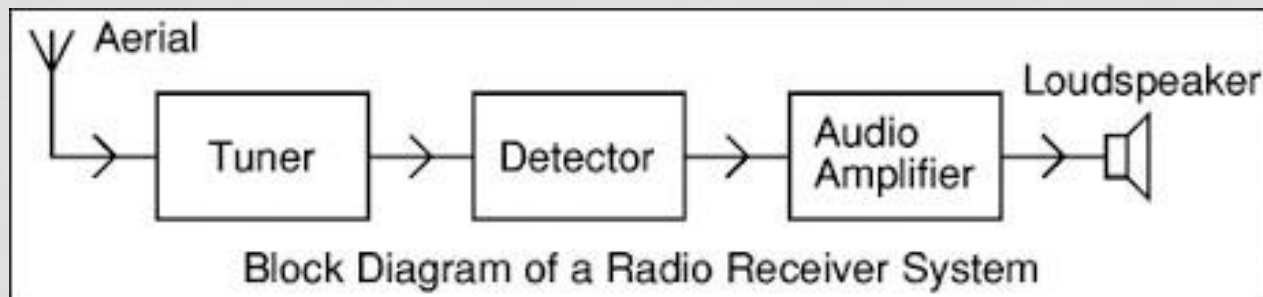 Aerial
Loudspeaker
Tuner
Detector
Audio
Amplifier
Block Diagram of a Radio Receiver System